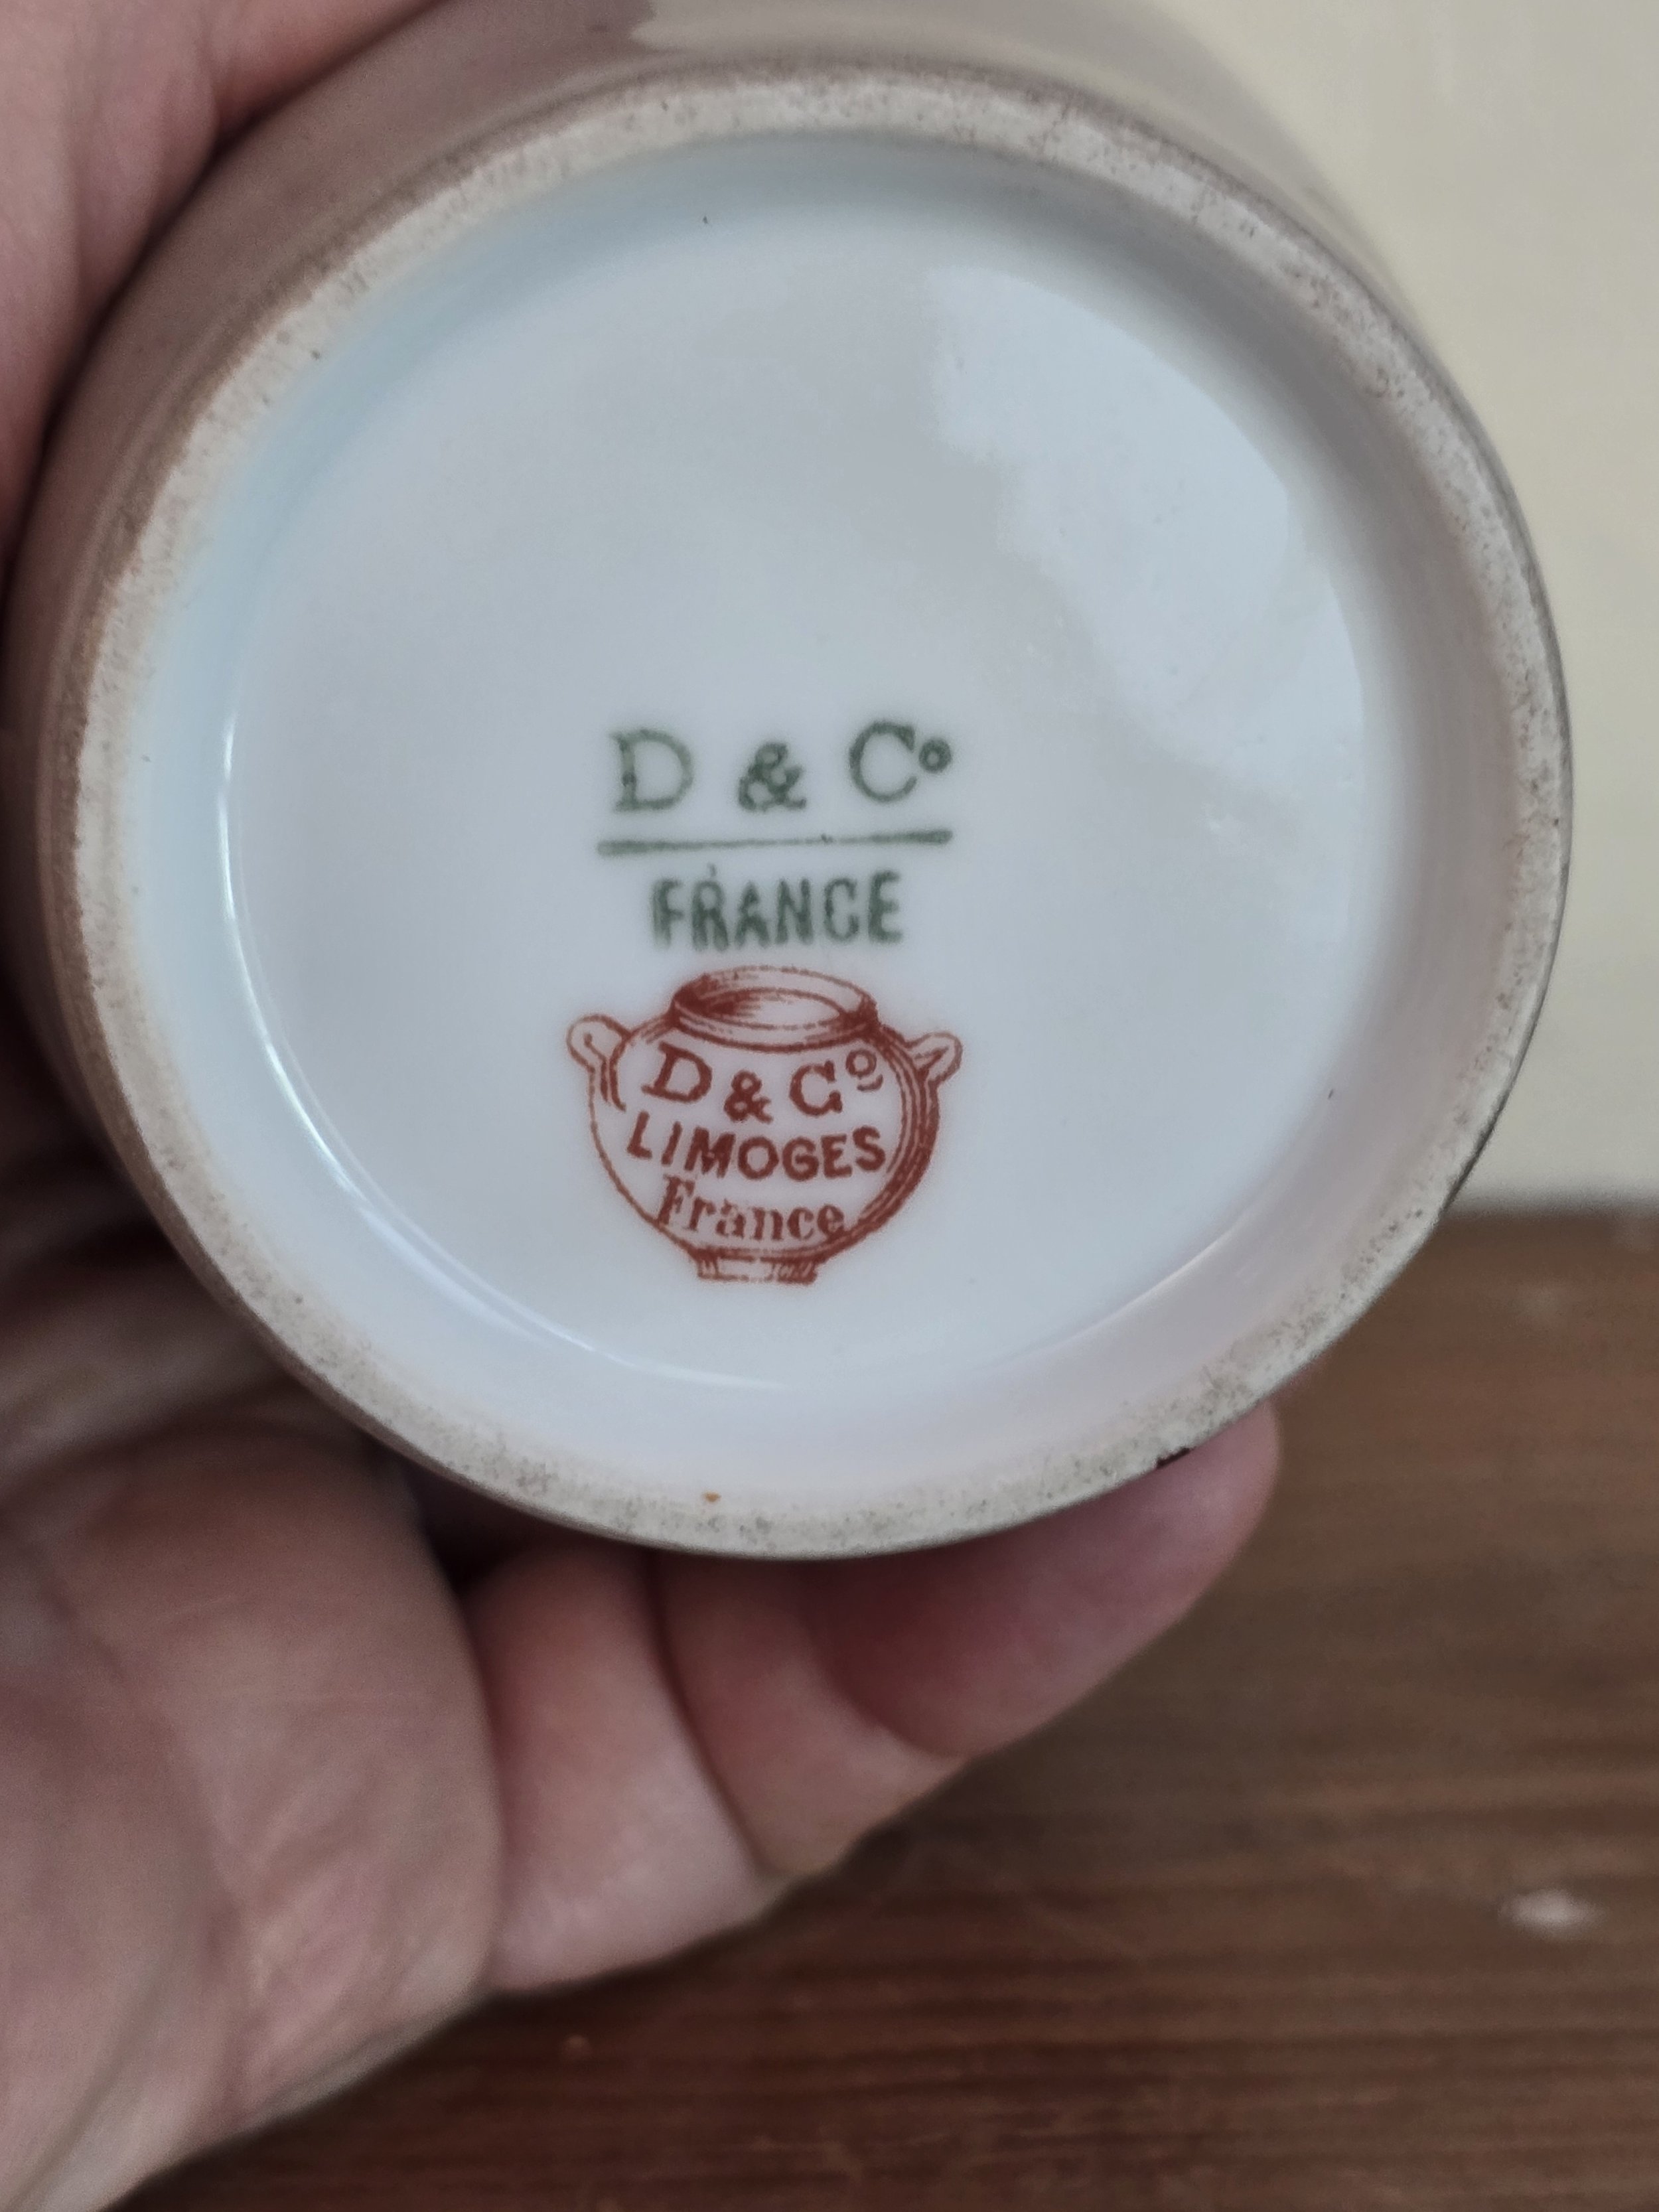 D & Cº
FRANCE
D & Cº
LIMOGES
France